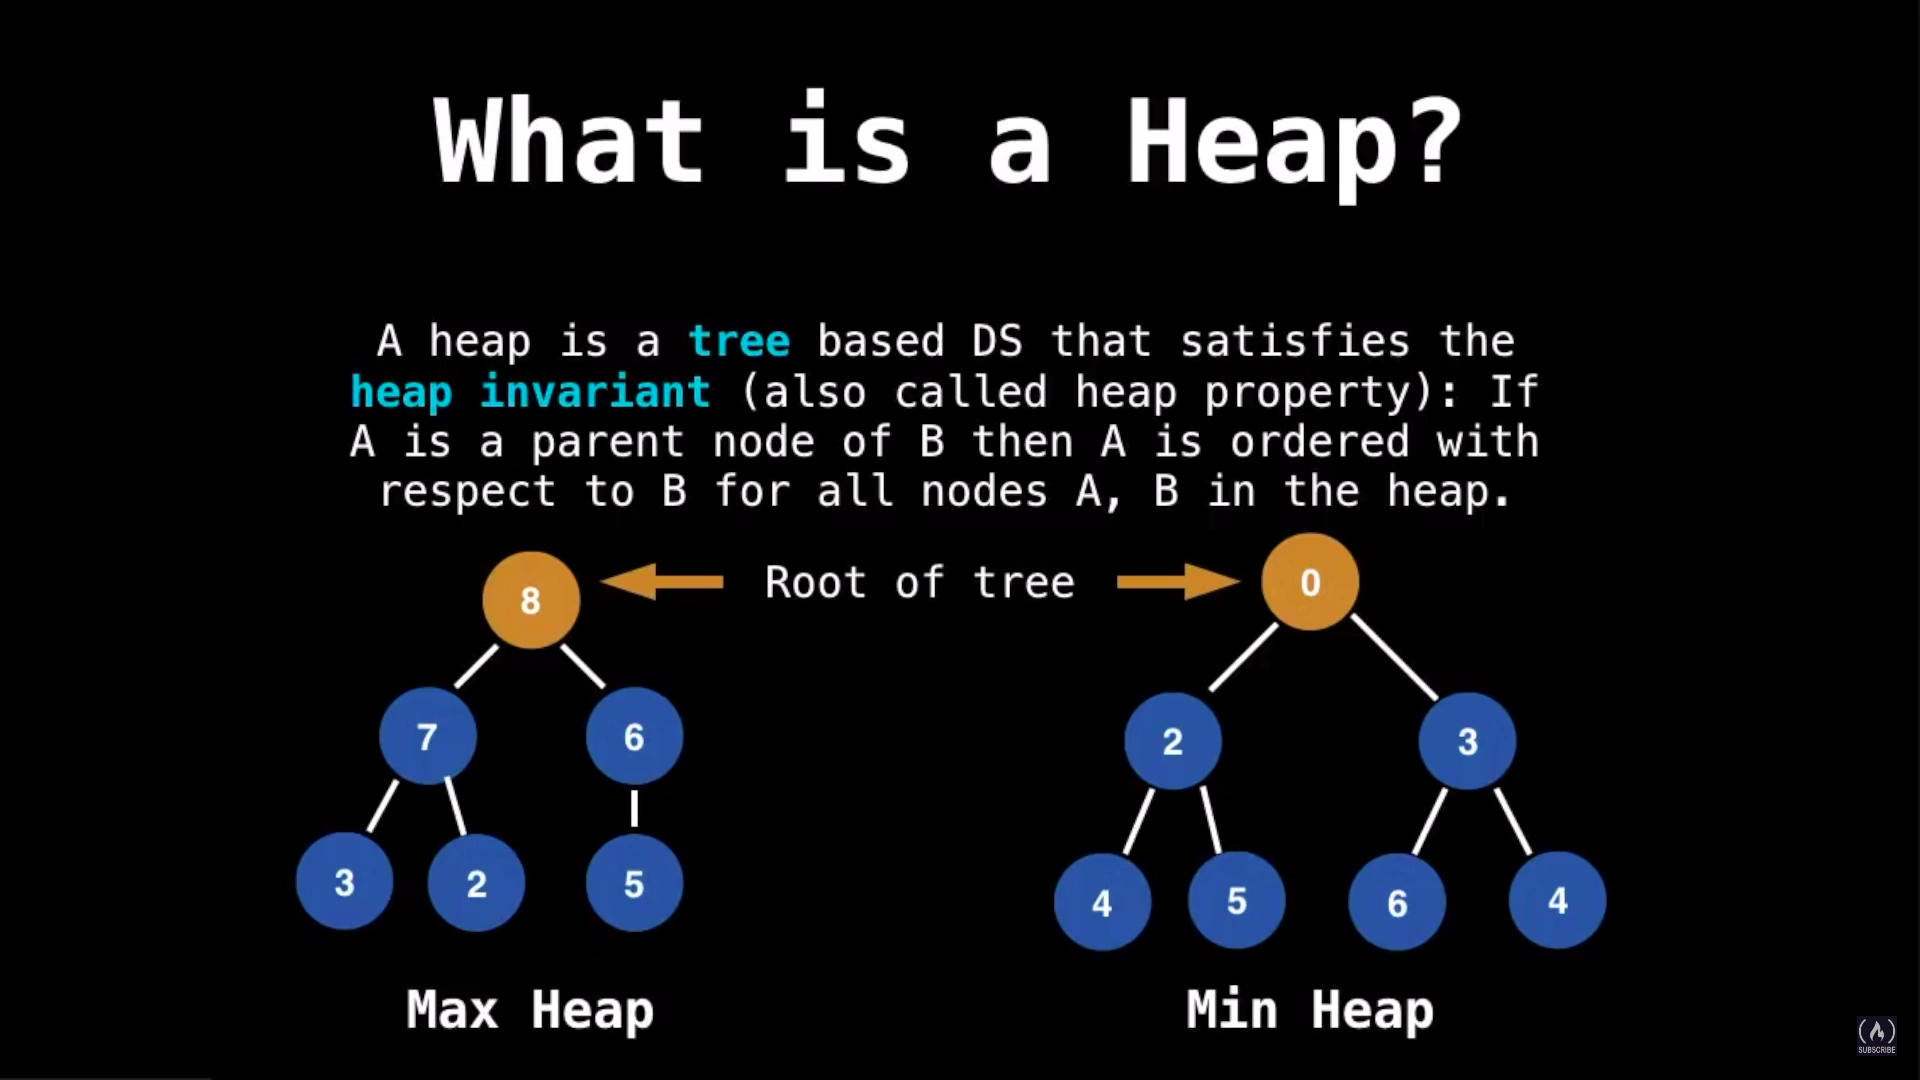 What is a Heap?
A heap is a tree based DS that satisfies the
heap invariant (also called heap property): If
A is a parent node of B then A is ordered with
respect to B for all nodes A, B in the heap.
Root of tree
8
7
6
3
2
5
Max Heap
0
2
3
4
5
6
4
Min Heap
SUBSCRIBE